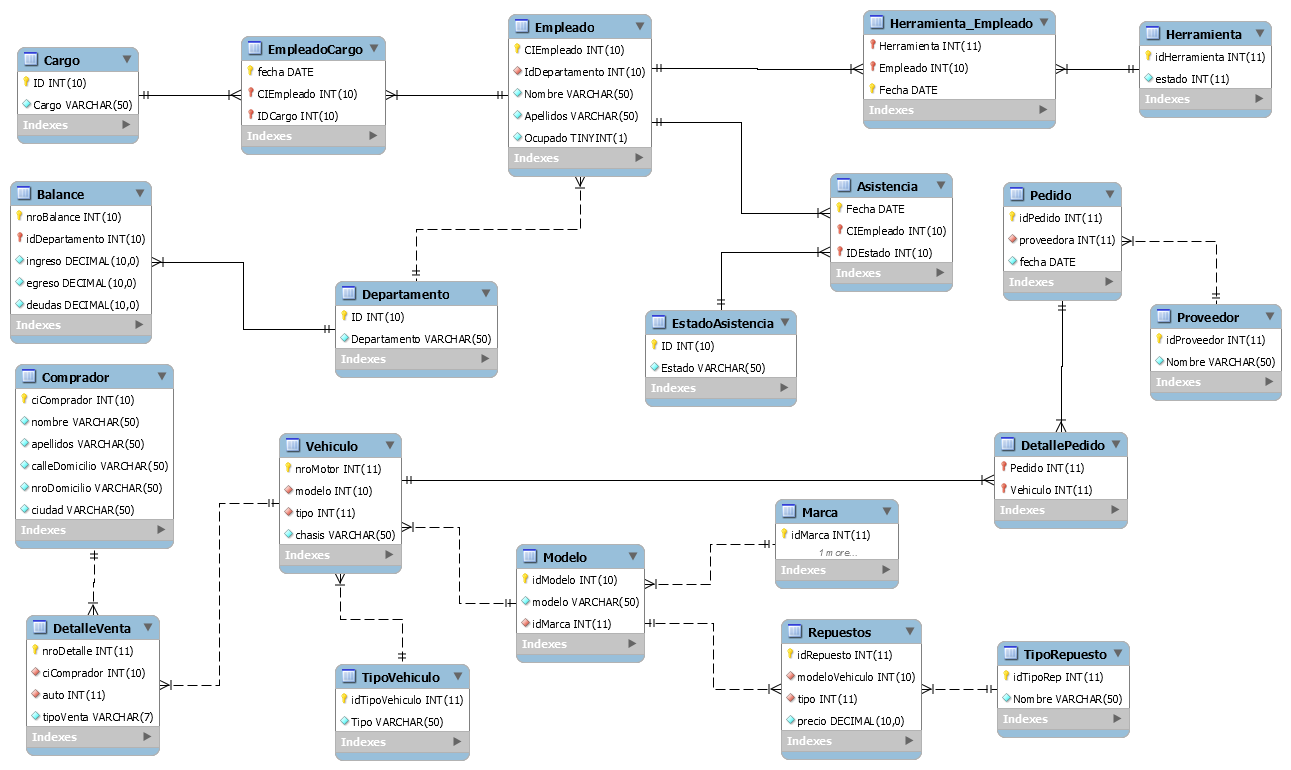 Cargo
ID INT(10)
Cargo VARCHAR(50)
Indexes
EmpleadoCargo
fecha DATE
CIEmpleado INT(10)
IDCargo INT(10)
Indexes
Empleado
CIEmpleado INT(10)
IdDepartamento INT(10)
Nombre VARCHAR(50)
Apellidos VARCHAR(50)
Ocupado TINYINT(1)
Indexes
Herramienta_Empleado
Herramienta INT(11)
Empleado INT(10)
Fecha DATE
Indexes
Herramienta
idHerramienta INT(11)
estado INT(11)
Indexes
Balance
nroBalance INT(10)
idDepartamento INT(10)
ingreso DECIMAL(10,0)
egreso DECIMAL(10,0)
deudas DECIMAL(10,0)
Indexes
Departamento
ID INT(10)
Departamento VARCHAR(50)
Indexes
Asistencia
Fecha DATE
CIEmpleado INT(10)
IDEstado INT(10)
Indexes
EstadoAsistencia
ID INT(10)
Estado VARCHAR(50)
Indexes
Pedido
idPedido INT(11)
proveedora INT(11)
fecha DATE
Indexes
Proveedor
idProveedor INT(11)
Nombre VARCHAR(50)
Indexes
Comprador
ciComprador INT(10)
nombre VARCHAR(50)
apellidos VARCHAR(50)
calleDomicilio VARCHAR(50)
nroDomicilio VARCHAR(50)
ciudad VARCHAR(50)
Indexes
Vehiculo
nroMotor INT(11)
modelo INT(10)
tipo INT(11)
chasis VARCHAR(50)
Indexes
DetallePedido
Pedido INT(11)
Vehiculo INT(11)
Indexes
Marca
idMarca INT(11)
1 more...
Indexes
Modelo
idModelo INT(10)
modelo VARCHAR(50)
idMarca INT(11)
Indexes
DetalleVenta
nroDetalle INT(11)
ciComprador INT(10)
auto INT(11)
tipoVenta VARCHAR(7)
Indexes
TipoVehiculo
idTipoVehiculo INT(11)
Tipo VARCHAR(50)
Indexes
Repuestos
idRepuesto INT(11)
modeloVehiculo INT(10)
tipo INT(11)
precio DECIMAL(10,0)
Indexes
TipoRepuesto
idTipoRep INT(11)
Nombre VARCHAR(50)
Indexes